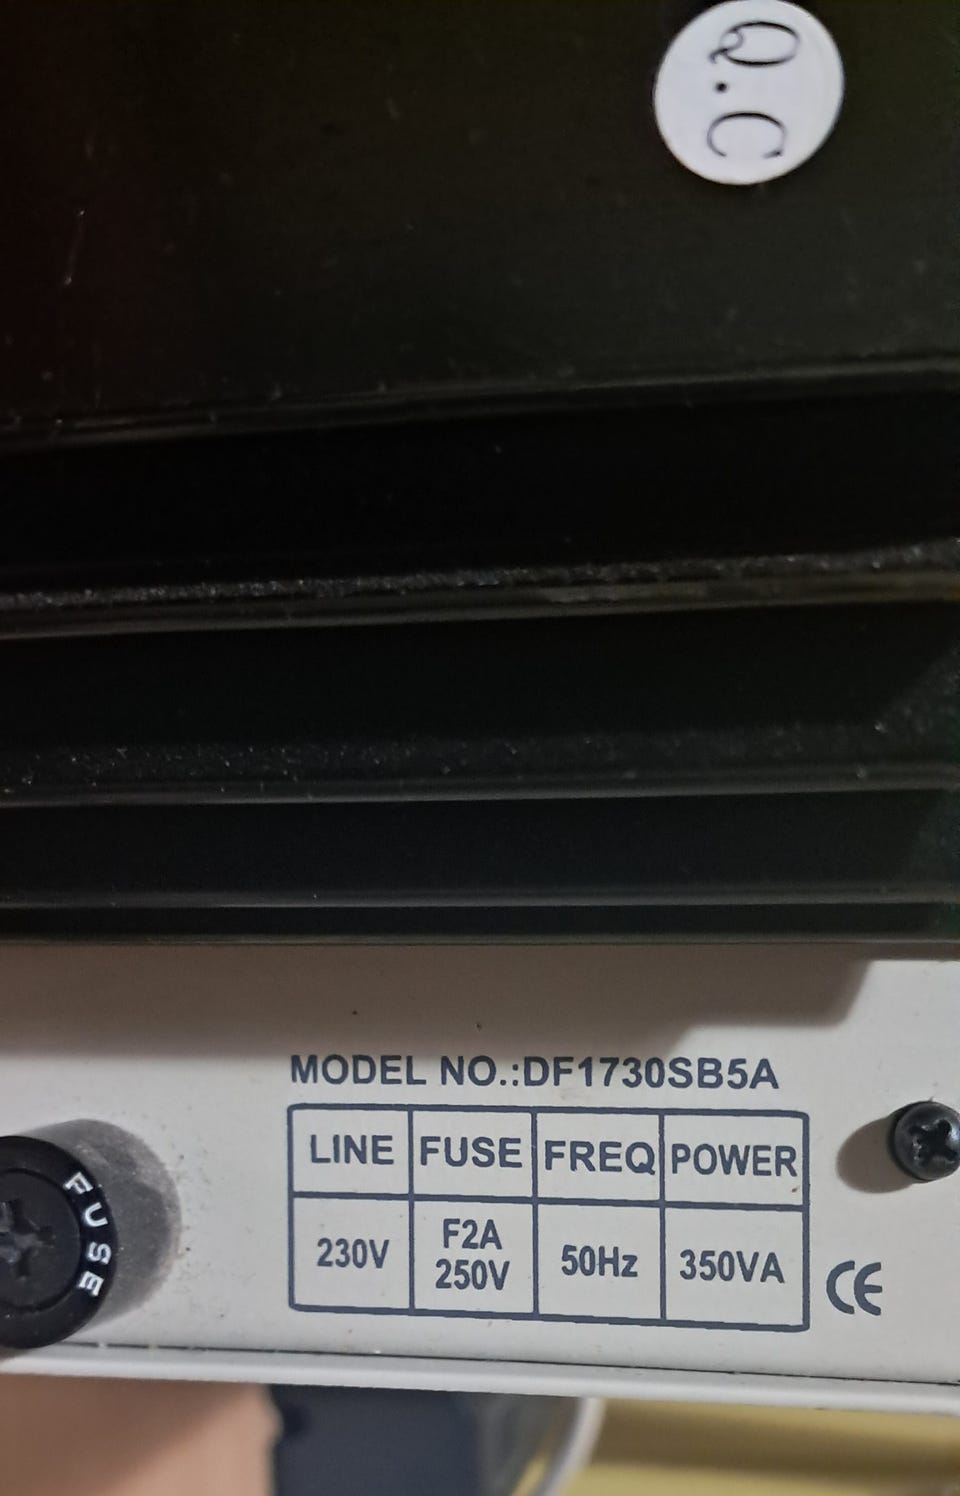 Q.C
MODEL NO.:DF1730SB5A
LINE FUSE FREQ POWER
230V F2A 250V 50Hz 350VA
CE
FUSE